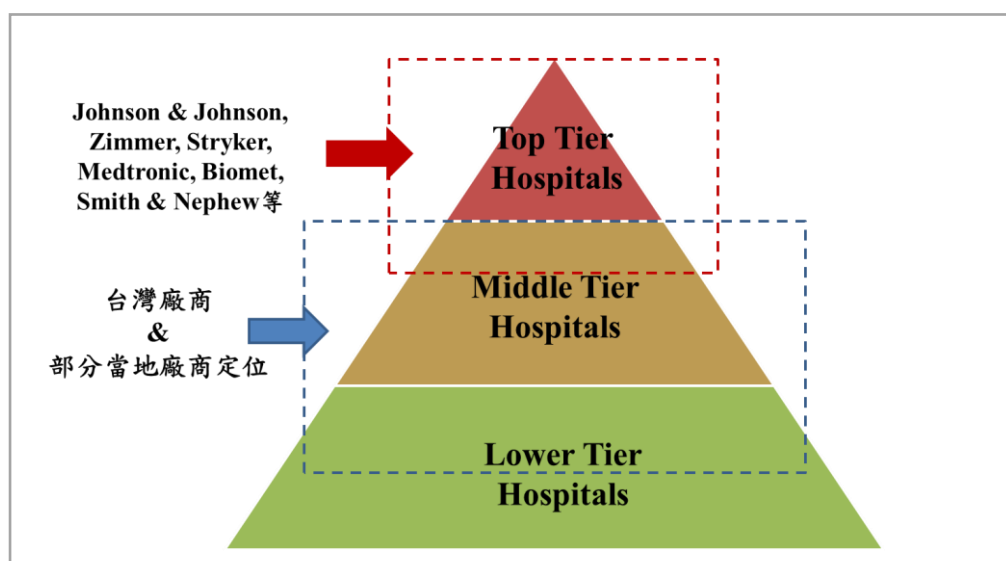 Johnson & Johnson,
Zimmer, Stryker,
Medtronic, Biomet,
Smith & Nephew等
台灣廠商
&
部分當地廠商定位
Top Tier
Hospitals
Middle Tier
Hospitals
Lower Tier
Hospitals